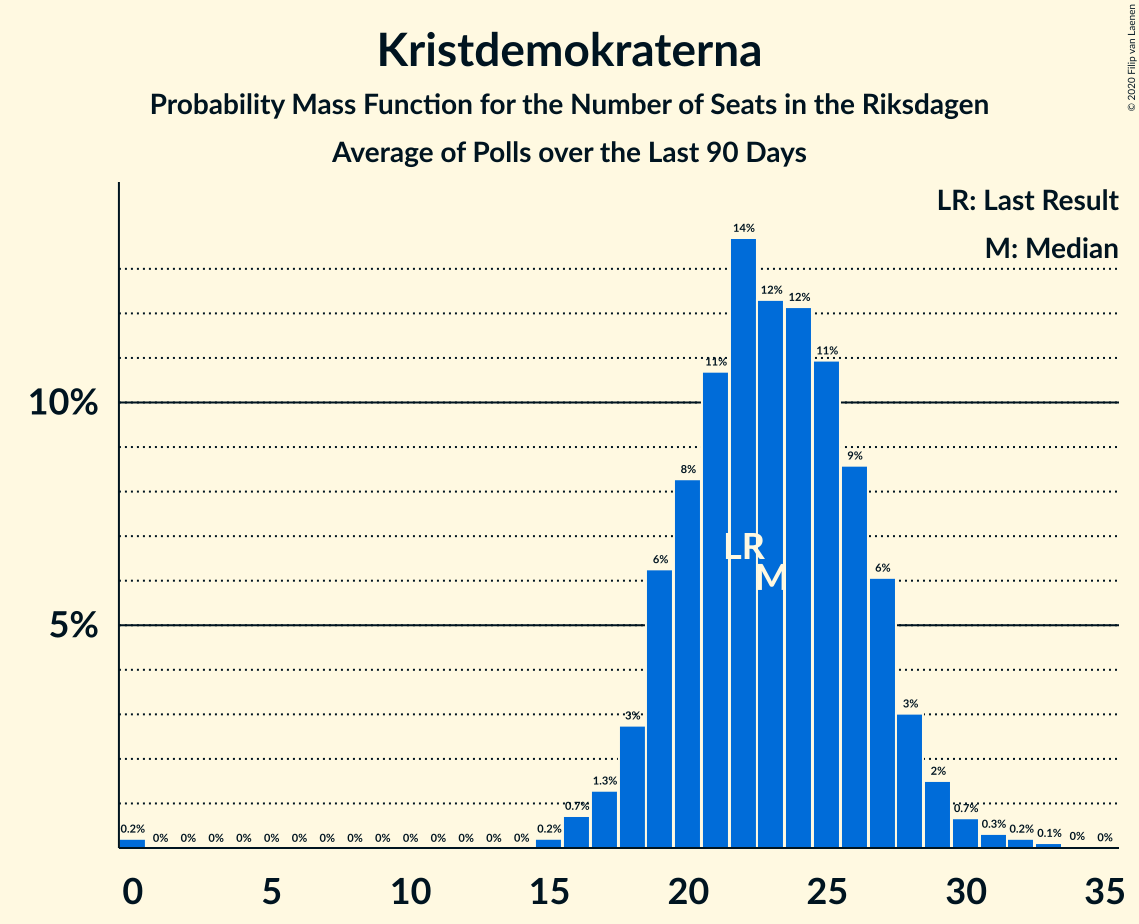 Kristdemokraterna
Probability Mass Function for the Number of Seats in the Riksdagen
Average of Polls over the Last 90 Days
© 2020 Filip van Laenen
LR: Last Result
M: Median
14%
12% 12%
11% 11%
10%
9%
8%
LR
M
6% 6%
5%
3% 3%
2%
1.3%
0.7% 0.7%
0.2% 0% 0% 0% 0% 0% 0% 0% 0% 0% 0% 0% 0% 0% 0% 0.2% 0.3% 0.2% 0.1% 0% 0%
0 5 10 15 20 25 30 35